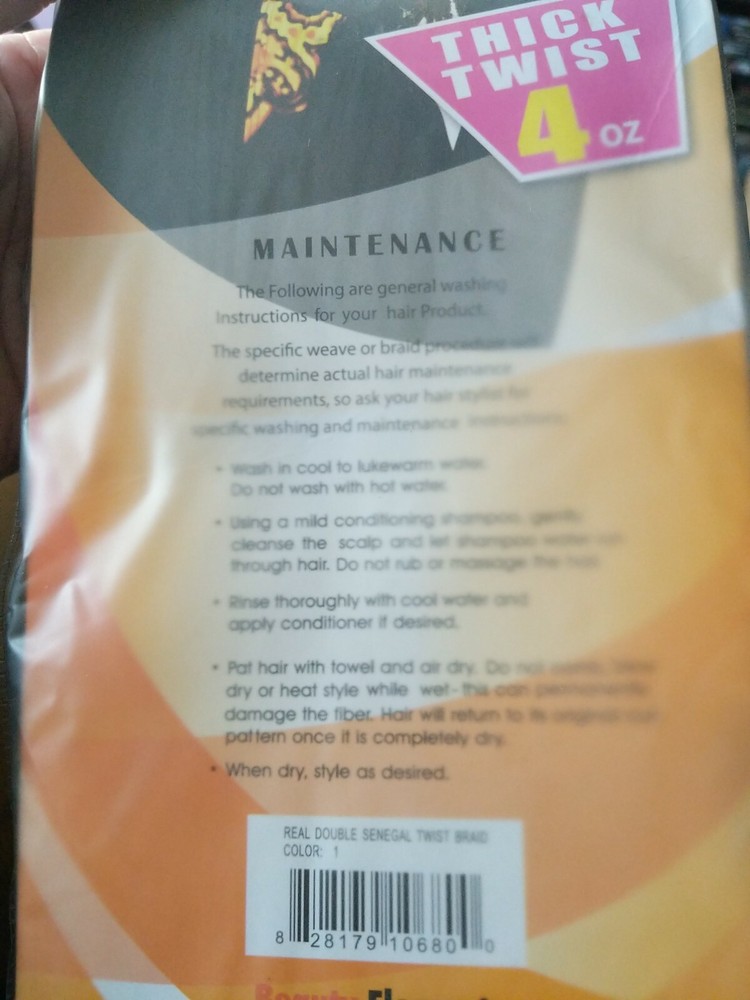 THICK
TWIST
4 OZ
MAINTENANCE
The Following are general washing
Instructions for your hair Product.
The specific weave or braid procedure will
determine actual hair maintenance
requirements, so ask your hair stylist for
specific washing and maintenance instructions.
• Wash in cool to lukewarm water.
Do not wash with hot water.
• Using a mild conditioning shampoo, gently
cleanse the scalp and let shampoo water run
through hair. Do not rub or massage the hair.
• Rinse thoroughly with cool water and
apply conditioner if desired.
• Pat hair with towel and air dry. Do not
dry or heat style while wet-this can permanently
damage the fiber. Hair will return to its original curl
pattern once it is completely dry.
• When dry, style as desired.
REAL DOUBLE SENEGAL TWIST BRAID
COLOR: 1
8 28179 10680 0
Beauty